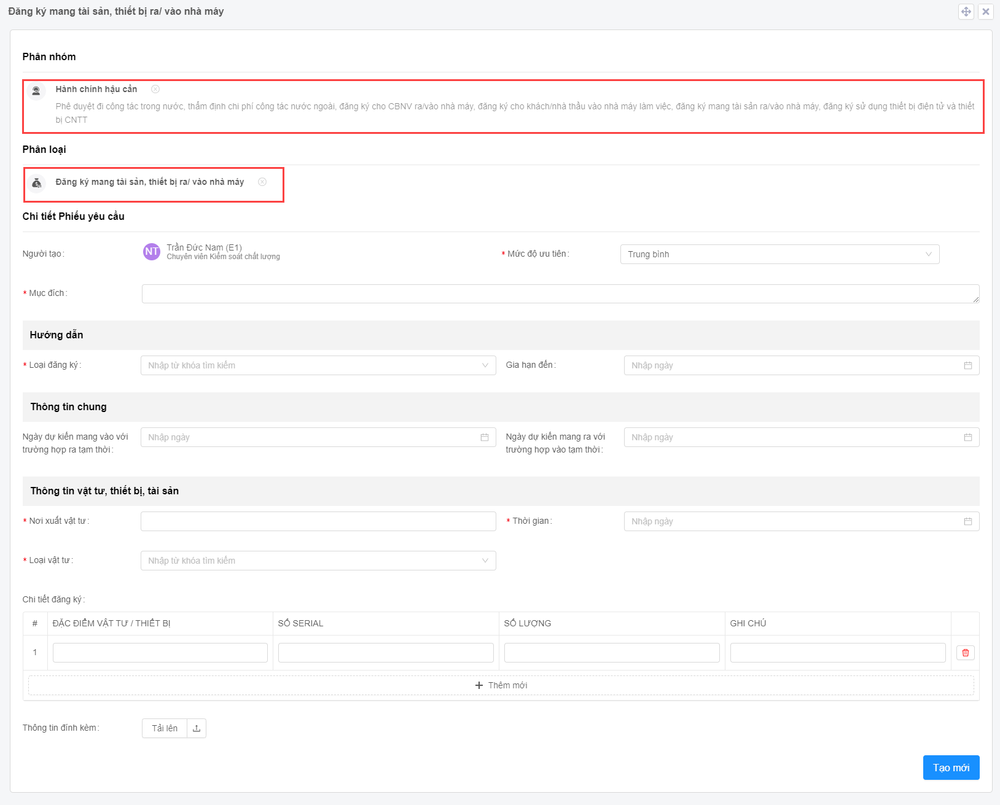 Đăng ký mang tài sản, thiết bị ra/ vào nhà máy
Phân nhóm
Hành chính hậu cần
Phê duyệt đi công tác trong nước, thẩm định chi phí công tác nước ngoài, đăng ký cho CBNV ra/vào nhà máy, đăng ký cho khách/nhà thầu vào nhà máy làm việc, đăng ký mang tài sản ra/vào nhà máy, đăng ký sử dụng thiết bị điện tử và thiết
bị CNTT
Phân loại
Đăng ký mang tài sản, thiết bị ra/ vào nhà máy
Chi tiết Phiếu yêu cầu
Người tạo:
NT
Trần Đức Nam (E1)
Chuyên viên Kiểm soát chất lượng
* Mức độ ưu tiên:
Trung bình
* Mục đích:
Hướng dẫn
* Loại đăng ký:
Nhập từ khóa tìm kiếm
Gia hạn đến:
Nhập ngày
Thông tin chung
Ngày dự kiến mang vào với
trường hợp ra tạm thời:
Nhập ngày
Ngày dự kiến mang ra với
trường hợp vào tạm thời:
Nhập ngày
Thông tin vật tư, thiết bị, tài sản
* Nơi xuất vật tư:
* Thời gian:
Nhập ngày
* Loại vật tư:
Nhập từ khóa tìm kiếm
Chi tiết đăng ký:
# ĐẶC ĐIỂM VẬT TƯ / THIẾT BỊ SỐ SERIAL SỐ LƯỢNG GHI CHÚ
1
+ Thêm mới
Thông tin đính kèm:
Tải lên
Tạo mới